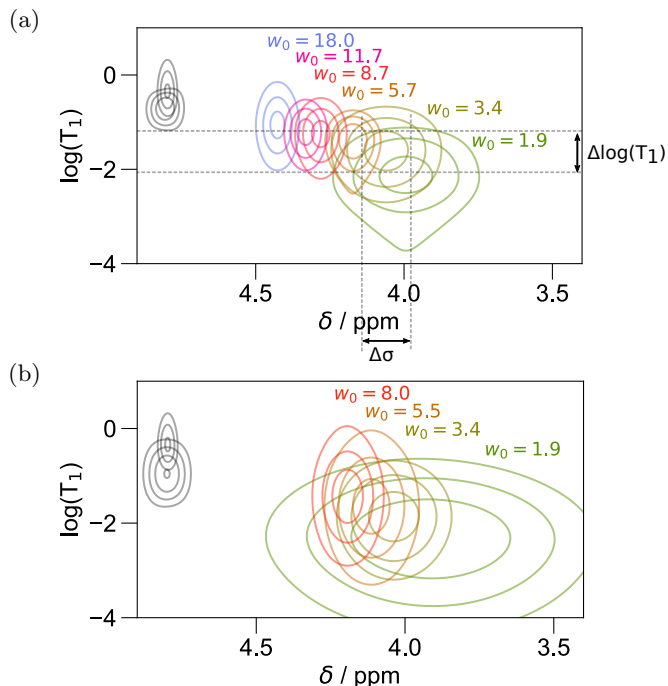 (a)
w₀ = 18.0
w₀ = 11.7
w₀ = 8.7
w₀ = 5.7
w₀ = 3.4
w₀ = 1.9
0
−2
−4
log(T₁)
Δlog(T₁)
4.5
4.0
3.5
δ / ppm
Δσ
(b)
w₀ = 8.0
w₀ = 5.5
w₀ = 3.4
w₀ = 1.9
0
−2
−4
log(T₁)
4.5
4.0
3.5
δ / ppm